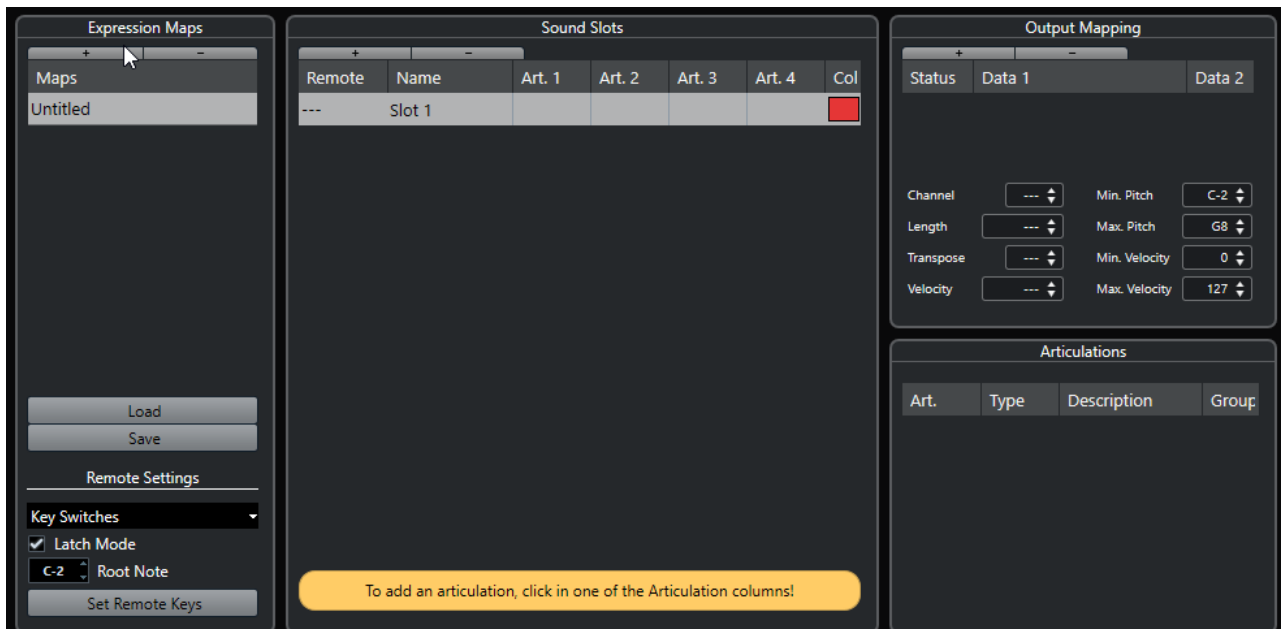 Expression Maps
+ -
Maps
Untitled
Load
Save
Remote Settings
Key Switches
Latch Mode
C-2 Root Note
Set Remote Keys
Sound Slots
+ -
Remote Name Art. 1 Art. 2 Art. 3 Art. 4 Col
--- Slot 1
To add an articulation, click in one of the Articulation columns!
Output Mapping
+ -
Status Data 1 Data 2
Channel --- Min. Pitch C-2
Length --- Max. Pitch G8
Transpose --- Min. Velocity 0
Velocity --- Max. Velocity 127
Articulations
Art. Type Description Group